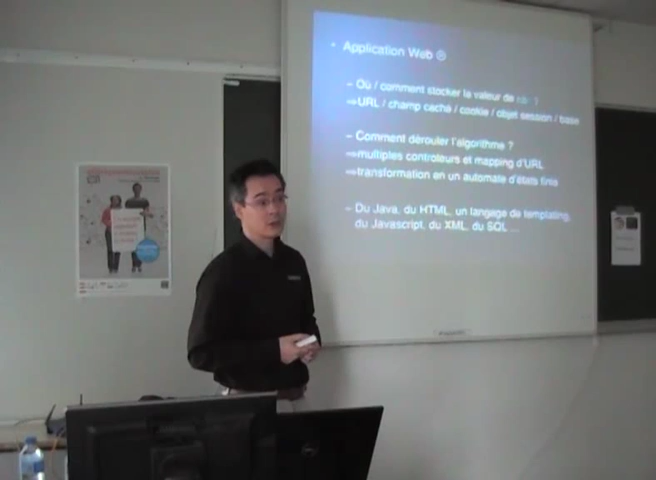 • Application Web ☹
– Où / comment stocker la valeur de nb ?
⇒URL / champ caché / cookie / objet session / base
– Comment dérouler l'algorithme ?
⇒multiples controleurs et mapping d'URL
⇒transformation en un automate d'états finis
– Du Java, du HTML, un langage de templating,
du Javascript, du XML, du SQL ...